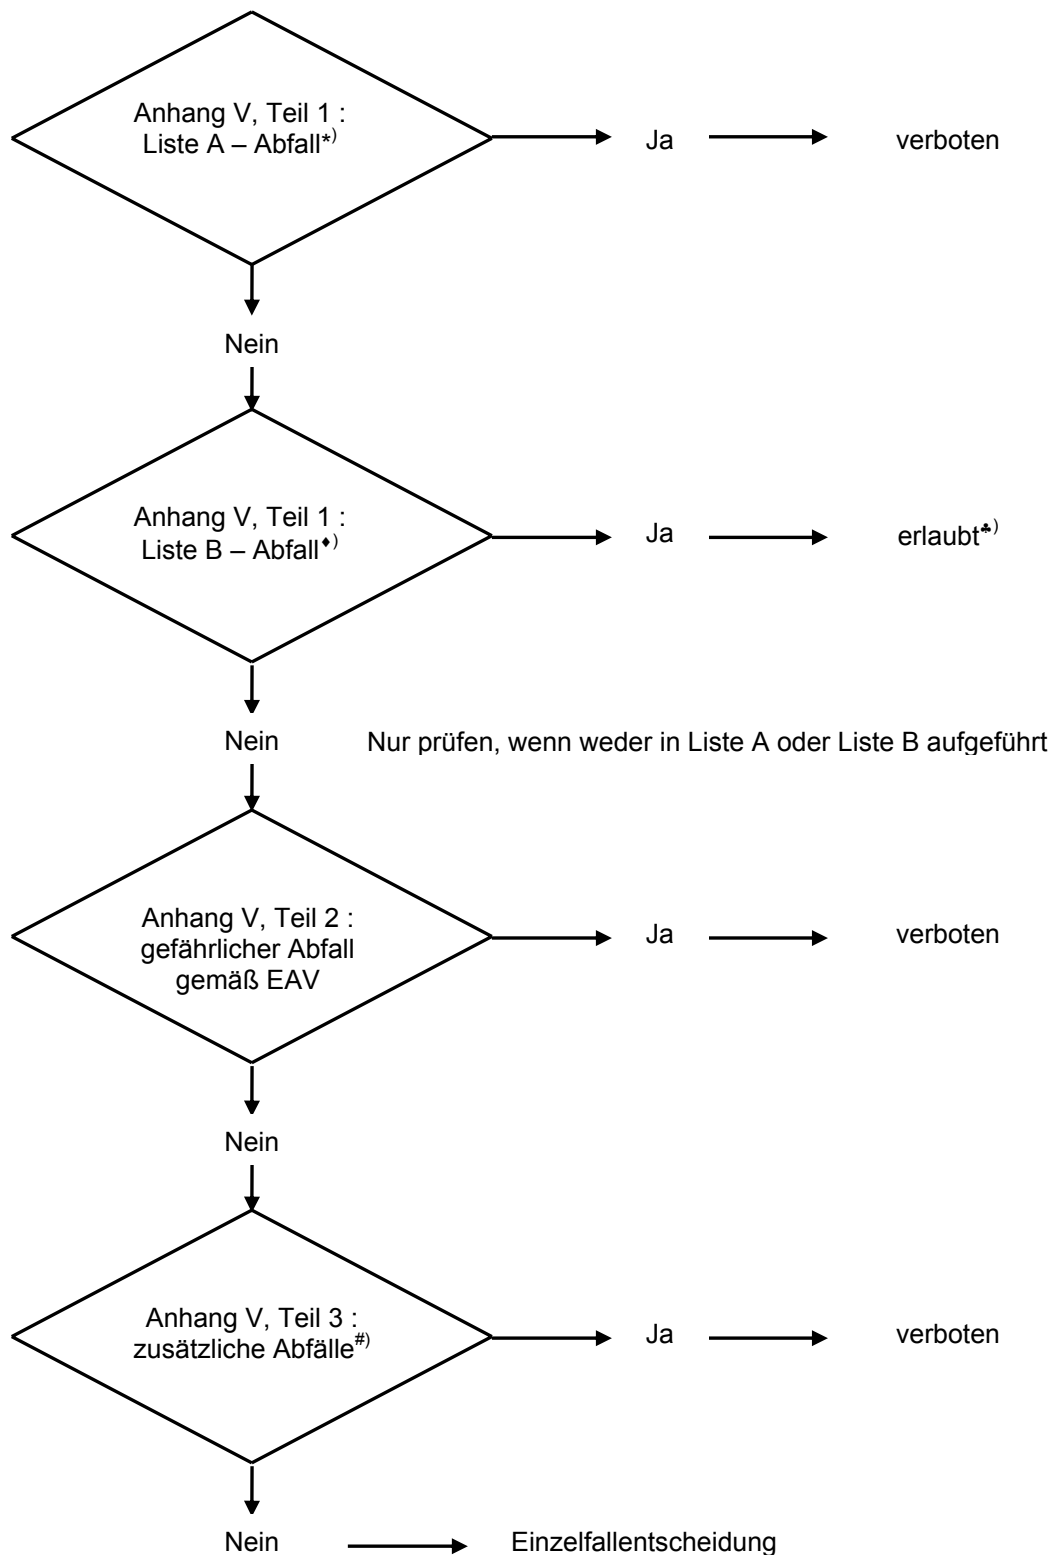 Anhang V, Teil 1 :
Liste A – Abfall*)
Ja
verboten
Nein
Anhang V, Teil 1 :
Liste B – Abfall♦)
Ja
erlaubt♣)
Nein
Nur prüfen, wenn weder in Liste A oder Liste B aufgeführt
Anhang V, Teil 2 :
gefährlicher Abfall
gemäß EAV
Ja
verboten
Nein
Anhang V, Teil 3 :
zusätzliche Abfälle#)
Ja
verboten
Nein
Einzelfallentscheidung